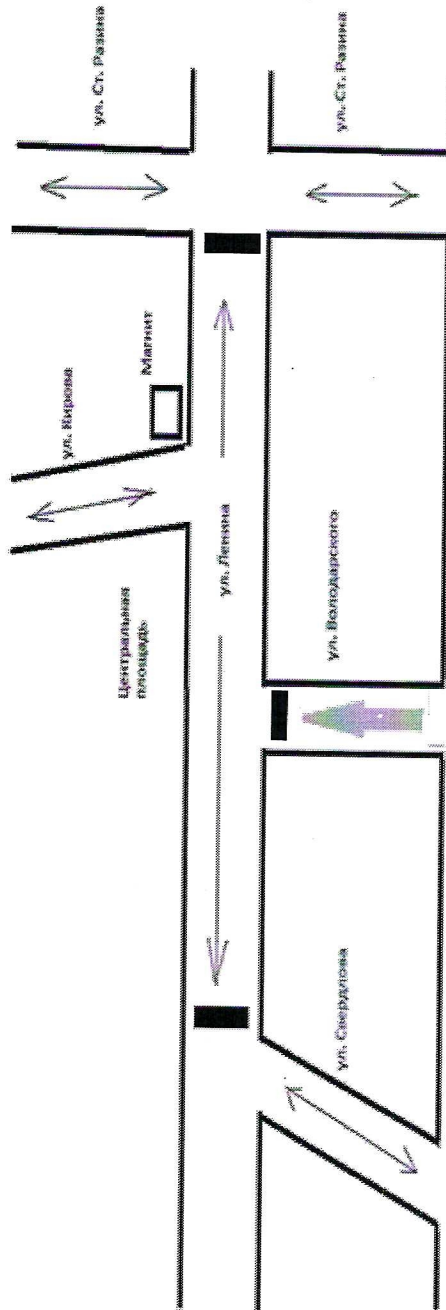 ул. Ст. Разина
ул. Ст. Разина
Магнит
ул. Кирова
ул. Ленина
Центральная
площадь
ул. Володарского
ул. Свердлова